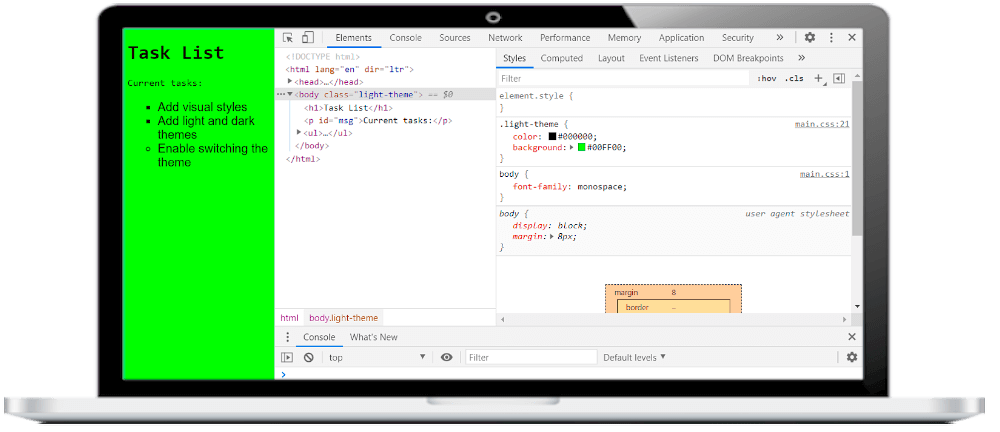 Task List
Current tasks:
Add visual styles
Add light and dark
themes
Enable switching the
theme
Elements Console Sources Network Performance Memory Application Security »
<!DOCTYPE html>
<html lang="en" dir="ltr">
<head>…</head>
<body class="light-theme"> == $0
<h1>Task List</h1>
<p id="msg">Current tasks:</p>
<ul>…</ul>
</body>
</html>
html body.light-theme
Styles Computed Layout Event Listeners DOM Breakpoints »
Filter :hov .cls +
element.style {
}
.light-theme { main.css:21
color: #000000;
background: #00FF00;
}
body { main.css:1
font-family: monospace;
}
body { user agent stylesheet
display: block;
margin: 8px;
}
margin 8
border –
Console What's New
top Filter Default levels
>